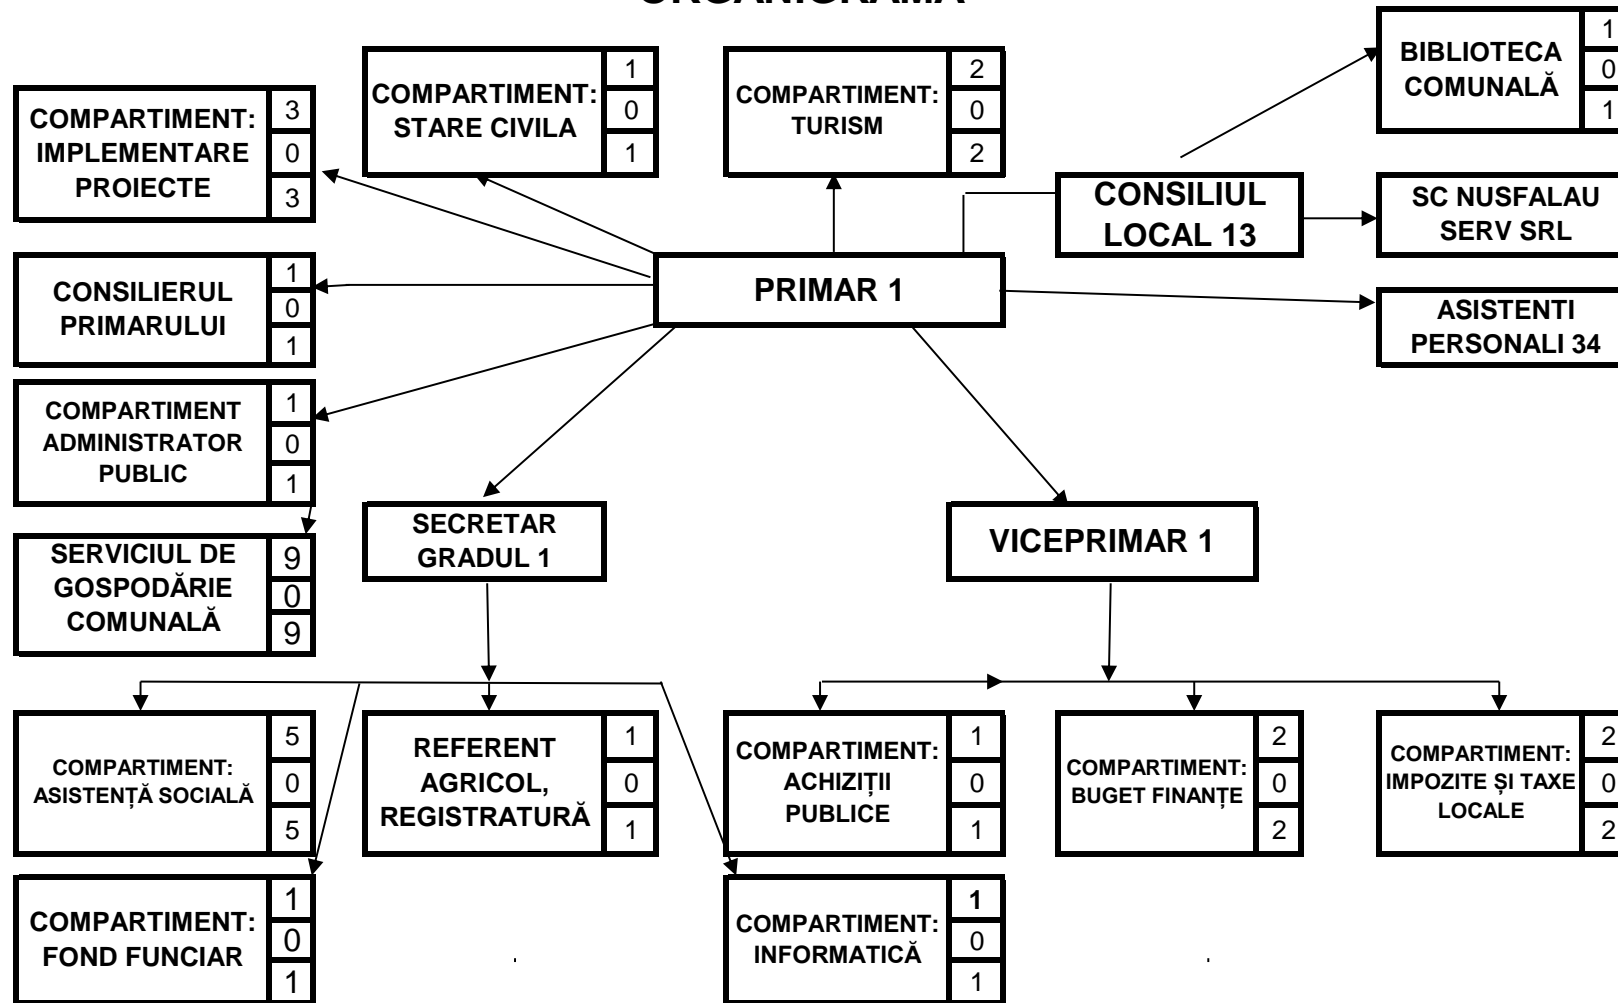 ORGANIGRAMA
COMPARTIMENT:
IMPLEMENTARE
PROIECTE
3
0
3
COMPARTIMENT:
STARE CIVILA
1
0
1
COMPARTIMENT:
TURISM
2
0
2
BIBLIOTECA
COMUNALĂ
1
0
1
CONSILIUL
LOCAL 13
SC NUSFALAU
SERV SRL
CONSILIERUL
PRIMARULUI
1
0
1
PRIMAR 1
ASISTENTI
PERSONALI 34
COMPARTIMENT
ADMINISTRATOR
PUBLIC
1
0
1
SERVICIUL DE
GOSPODĂRIE
COMUNALĂ
9
0
9
SECRETAR
GRADUL 1
VICEPRIMAR 1
COMPARTIMENT:
ASISTENȚĂ SOCIALĂ
5
0
5
REFERENT
AGRICOL,
REGISTRATURĂ
1
0
1
COMPARTIMENT:
ACHIZIȚII
PUBLICE
1
0
1
COMPARTIMENT:
BUGET FINANȚE
2
0
2
COMPARTIMENT:
IMPOZITE ȘI TAXE
LOCALE
2
0
2
COMPARTIMENT:
FOND FUNCIAR
1
0
1
COMPARTIMENT:
INFORMATICĂ
1
0
1